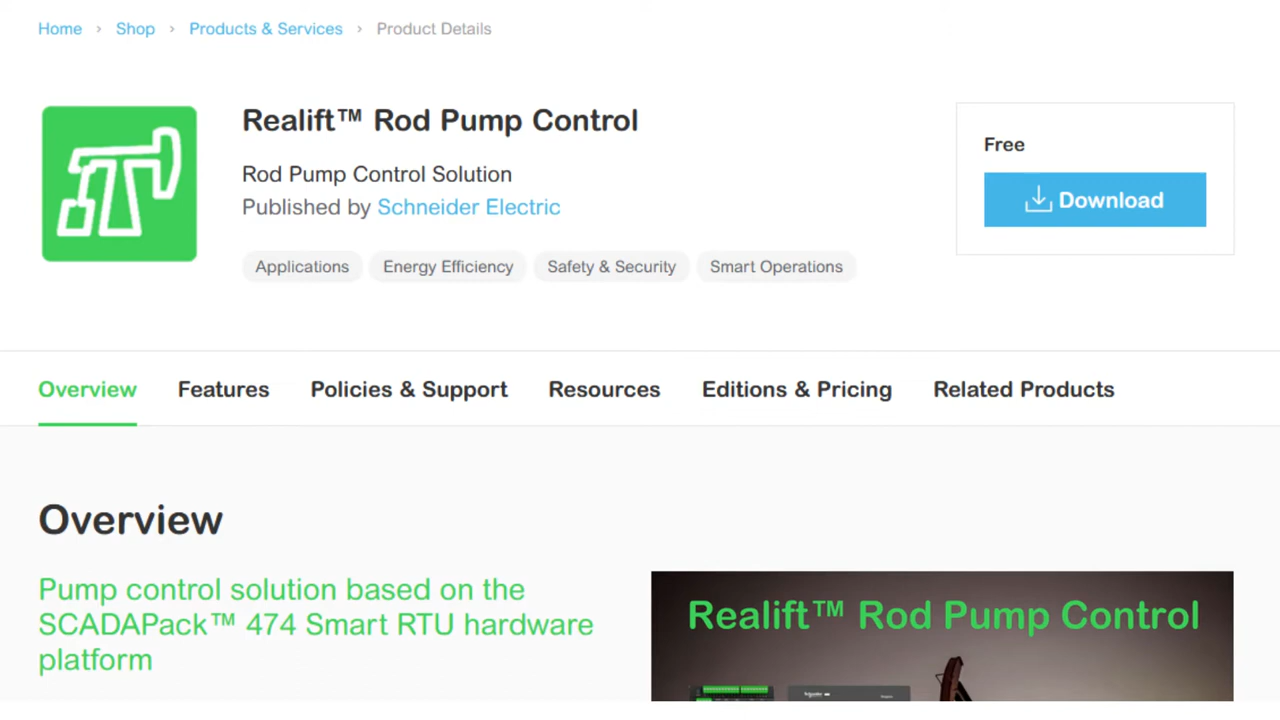 Home › Shop › Products & Services › Product Details
Realift™ Rod Pump Control
Rod Pump Control Solution
Published by Schneider Electric
Applications Energy Efficiency Safety & Security Smart Operations
Free
Download
Overview Features Policies & Support Resources Editions & Pricing Related Products
Overview
Pump control solution based on the
SCADAPack™ 474 Smart RTU hardware
platform
Realift™ Rod Pump Control